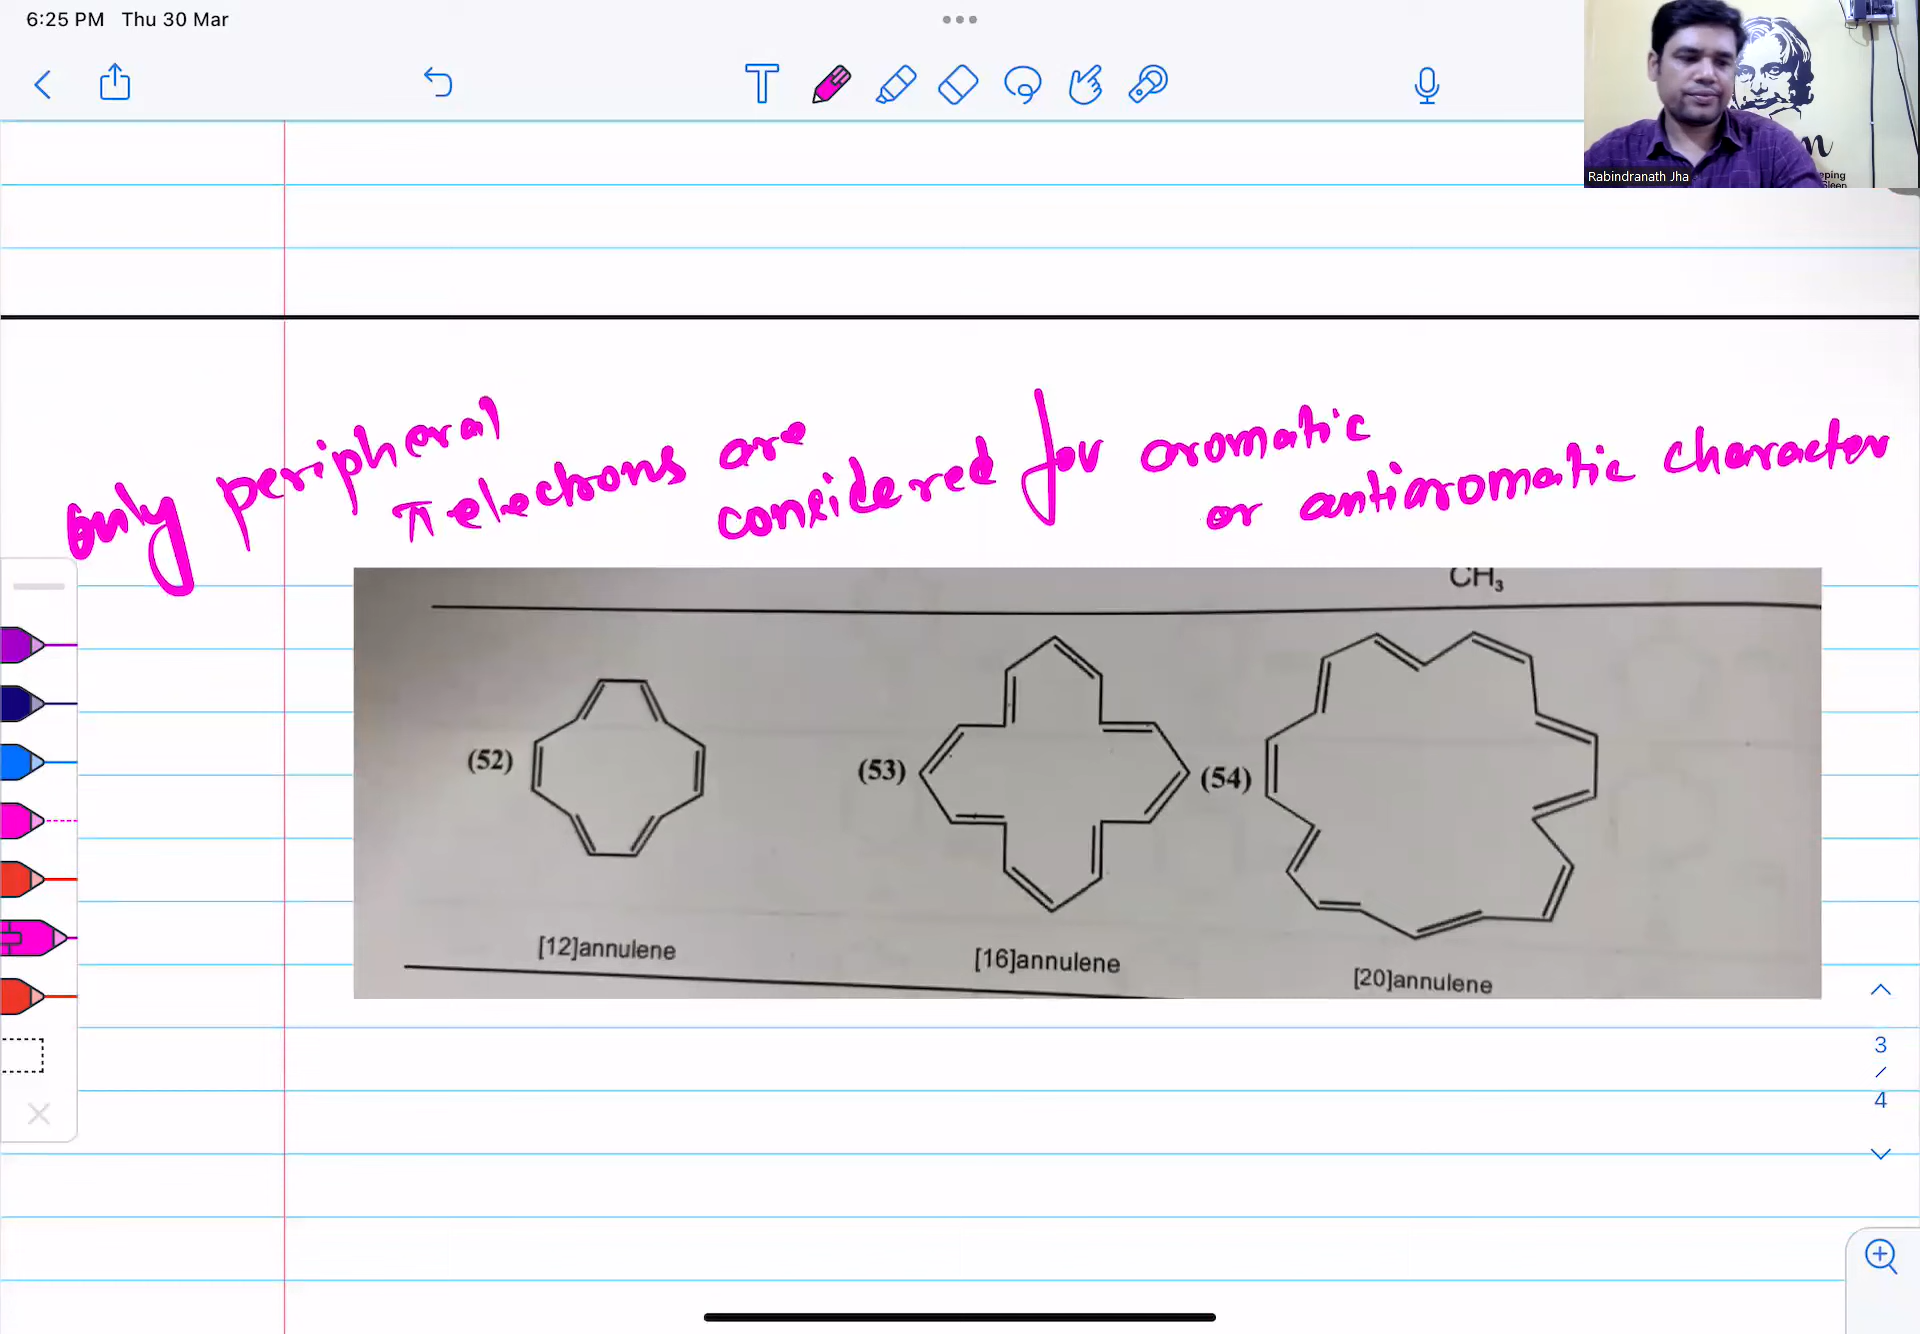 6:25 PM Thu 30 Mar
Rabindranath Jha
only peripheral
π electrons are
considered for aromatic
or antiaromatic character
CH3
(52)
(53)
(54)
[12]annulene
[16]annulene
[20]annulene
3
/
4